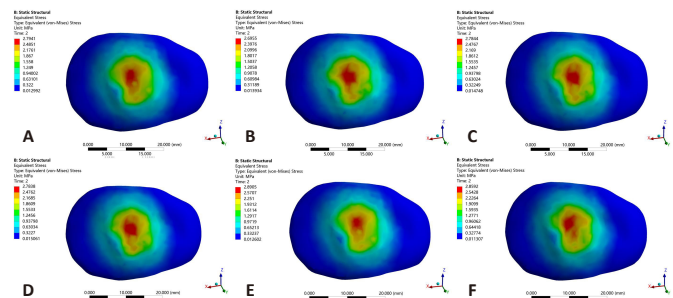 B: Static Structural
Equivalent Stress
Type: Equivalent (von-Mises) Stress
Unit: MPa
Time: 2
2.7941
2.4851
2.1761
1.867
1.558
1.249
0.94002
0.63101
0.322
0.012992
A
0.000
10.000
20.000 (mm)
5.000
15.000
X
Z
B: Static Structural
Equivalent Stress
Type: Equivalent (von-Mises) Stress
Unit: MPa
Time: 2
2.6955
2.3976
2.0996
1.8017
1.5037
1.2058
0.9078
0.60984
0.31189
0.013934
B
0.000
10.000
20.000 (mm)
5.000
15.000
X
Z
B: Static Structural
Equivalent Stress
Type: Equivalent (von-Mises) Stress
Unit: MPa
Time: 2
2.7844
2.4767
2.169
1.8612
1.5535
1.2457
0.93798
0.63024
0.32249
0.014748
C
0.000
10.000
20.000 (mm)
5.000
15.000
X
Z
B: Static Structural
Equivalent Stress
Type: Equivalent (von-Mises) Stress
Unit: MPa
Time: 2
2.7838
2.4762
2.1685
1.8609
1.5533
1.2456
0.93798
0.63034
0.3227
0.015061
D
0.000
10.000
20.000 (mm)
X
Z
B: Static Structural
Equivalent Stress
Type: Equivalent (von-Mises) Stress
Unit: MPa
Time: 2
2.8905
2.5707
2.251
1.9312
1.6114
1.2917
0.9719
0.65213
0.33237
0.012602
E
0.000
10.000
20.000 (mm)
X
Z
B: Static Structural
Equivalent Stress
Type: Equivalent (von-Mises) Stress
Unit: MPa
Time: 2
2.8592
2.5428
2.2264
1.9099
1.5935
1.2771
0.96062
0.64418
0.32774
0.011307
F
0.000
10.000
20.000 (mm)
X
Z